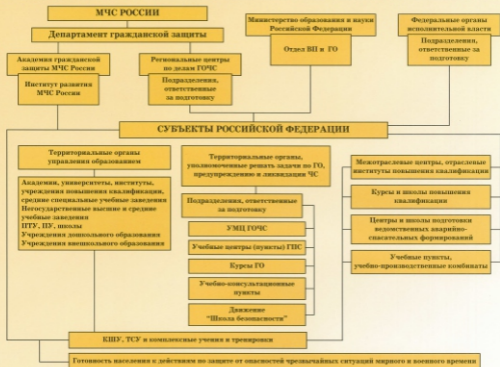 МЧС РОССИИ
Департамент гражданской защиты
Академия гражданской
защиты МЧС России
Институт развития
МЧС России
Региональные центры
по делам ГОЧС
Подразделения,
ответственные
за подготовку
Министерство образования и науки
Российской Федерации
Отдел ВП и ГО
Федеральные органы
исполнительной власти
Подразделения,
ответственные за
подготовку
СУБЪЕКТЫ РОССИЙСКОЙ ФЕДЕРАЦИИ
Территориальные органы
управления образованием
Академии, университеты, институты,
учреждения повышения квалификации,
средние специальные учебные заведения
Негосударственные высшие и средние
учебные заведения
ПТУ, ПУ, школы
Учреждения дошкольного образования
Учреждения внешкольного образования
Территориальные органы,
уполномоченные решать задачи по ГО,
предупреждению и ликвидации ЧС
Подразделения, ответственные
за подготовку
УМЦ ГОЧС
Учебные центры (пункты) ГПС
Курсы ГО
Учебно-консультационные
пункты
Движение
"Школа безопасности"
Межотраслевые центры, отраслевые
институты повышения квалификации
Курсы и школы повышения
квалификации
Центры и школы подготовки
ведомственных аварийно-
спасательных формирований
Учебные пункты,
учебно-производственные комбинаты
КШУ, ТСУ и комплексные учения и тренировки
Готовность населения к действиям по защите от опасностей чрезвычайных ситуаций мирного и военного времени